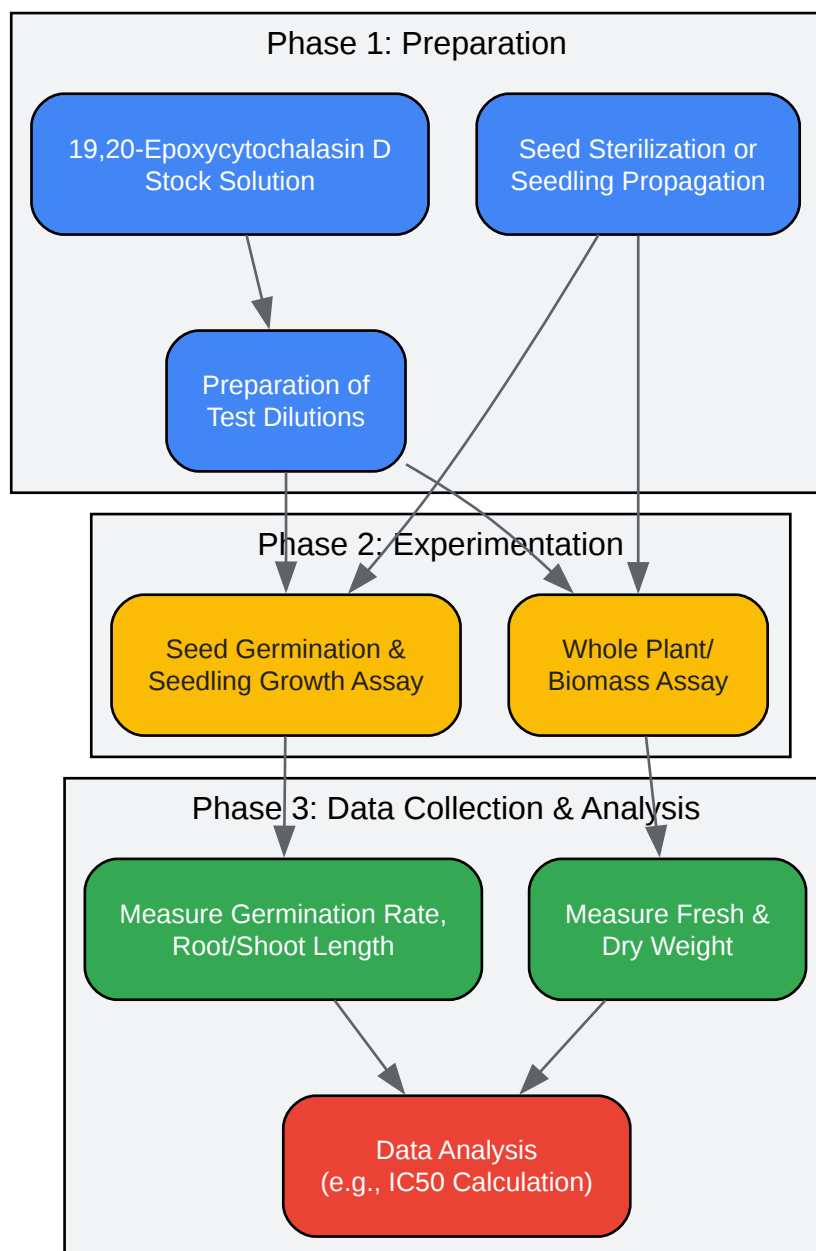 Phase 1: Preparation
19,20-Epoxycytochalasin D
Stock Solution
Seed Sterilization or
Seedling Propagation
Preparation of
Test Dilutions
Phase 2: Experimentation
Seed Germination &
Seedling Growth Assay
Whole Plant/
Biomass Assay
Phase 3: Data Collection & Analysis
Measure Germination Rate,
Root/Shoot Length
Measure Fresh &
Dry Weight
Data Analysis
(e.g., IC50 Calculation)